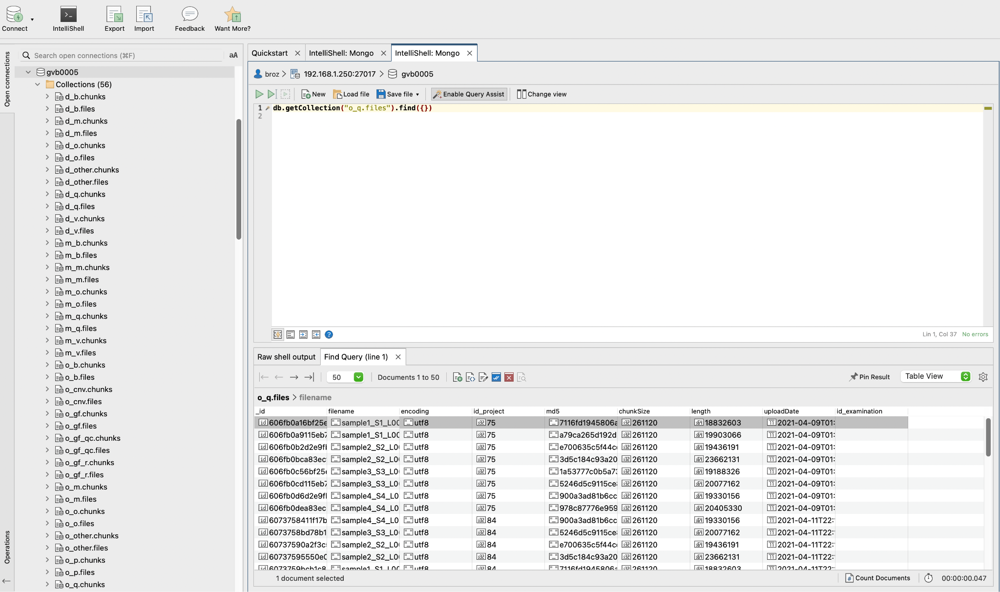 Connect
IntelliShell
Export
Import
Feedback
Want More?
Open connections
Search open connections (⌘F)
aA
gvb0005
Collections (56)
d_b.chunks
d_b.files
d_m.chunks
d_m.files
d_o.chunks
d_o.files
d_other.chunks
d_other.files
d_q.chunks
d_q.files
d_v.chunks
d_v.files
m_b.chunks
m_b.files
m_m.chunks
m_m.files
m_o.chunks
m_o.files
m_q.chunks
m_q.files
m_v.chunks
m_v.files
o_b.chunks
o_b.files
o_cnv.chunks
o_cnv.files
o_gf.chunks
o_gf.files
o_gf_qc.chunks
o_gf_qc.files
o_gf_r.chunks
o_gf_r.files
o_m.chunks
o_m.files
o_o.chunks
o_o.files
o_other.chunks
o_other.files
o_p.chunks
o_p.files
o_q.chunks
Operations
Quickstart
IntelliShell: Mongo
IntelliShell: Mongo
broz > 192.168.1.250:27017 > gvb0005
New Load file Save file Enable Query Assist Change view
1 db.getCollection("o_q.files").find({})
2
Lin 1, Col 37 No errors
Raw shell output Find Query (line 1)
50 Documents 1 to 50 Pin Result Table View
o_q.files > filename
_id filename encoding id_project md5 chunkSize length uploadDate id_examination
606fb0a16bf25e sample1_S1_L00 utf8 75 7116fd1945806a 261120 18832603 2021-04-09T01:
606fb0a9115eb7 sample1_S1_L00 utf8 75 a79ca265d192d 261120 19903066 2021-04-09T01:
606fb0b2d2e9f sample2_S2_L0 utf8 75 e700635c5f44c 261120 19436191 2021-04-09T01:
606fb0bca83ec sample2_S2_L0 utf8 75 3d5c184c93a20 261120 23662131 2021-04-09T01:
606fb0c56bf25 sample3_S3_L0 utf8 75 1a53777c0b5a7 261120 19188326 2021-04-09T01:
606fb0cd115eb7 sample3_S3_L0 utf8 75 5246d5c9115ce 261120 20077162 2021-04-09T01:
606fb0d6d2e9f sample4_S4_L0 utf8 75 900a3ad81b6cc 261120 19330156 2021-04-09T01:
606fb0dea83ec sample4_S4_L0 utf8 75 978c87776e959 261120 20405330 2021-04-09T01:
6073758411f17b sample4_S4_L0 utf8 84 900a3ad81b6cc 261120 19330156 2021-04-11T22:
6073758bd78b1 sample3_S3_L0 utf8 84 5246d5c9115ce 261120 20077162 2021-04-11T22:
60737590a2f3c sample2_S2_L0 utf8 84 e700635c5f44c 261120 19436191 2021-04-11T22:
60737595550e0 sample2_S2_L0 utf8 84 3d5c184c93a20 261120 23662131 2021-04-11T22:
6073759bcb1c8 sample1_S1_L00 utf8 84 7116fd1945806 261120 18832603 2021-04-11T22:
1 document selected Count Documents 00:00:00.047